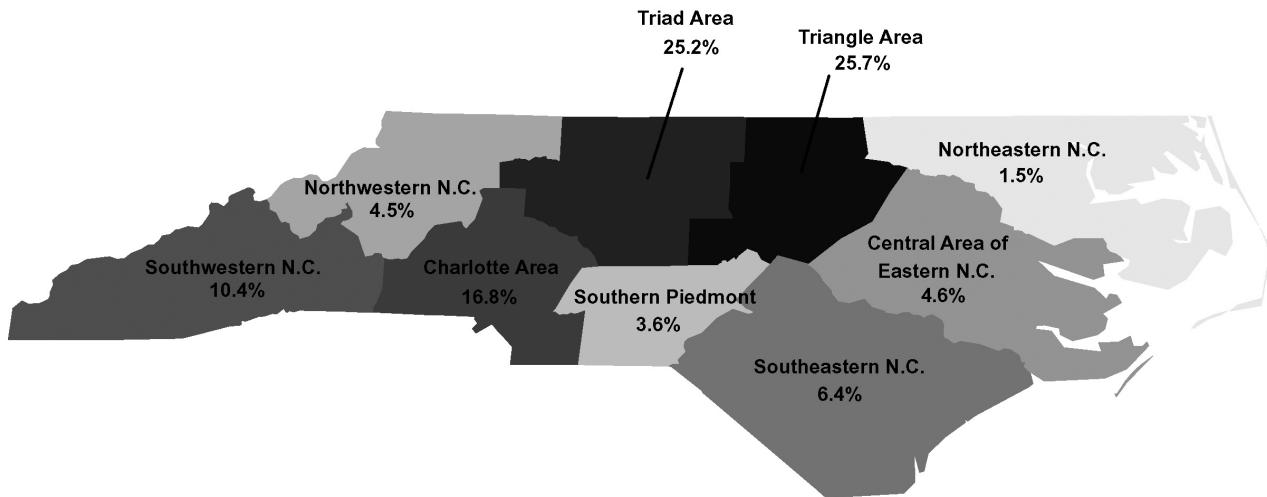 Triad Area
25.2%
Triangle Area
25.7%
Northeastern N.C.
1.5%
Northwestern N.C.
4.5%
Central Area of
Eastern N.C.
4.6%
Southwestern N.C.
10.4%
Charlotte Area
16.8%
Southern Piedmont
3.6%
Southeastern N.C.
6.4%